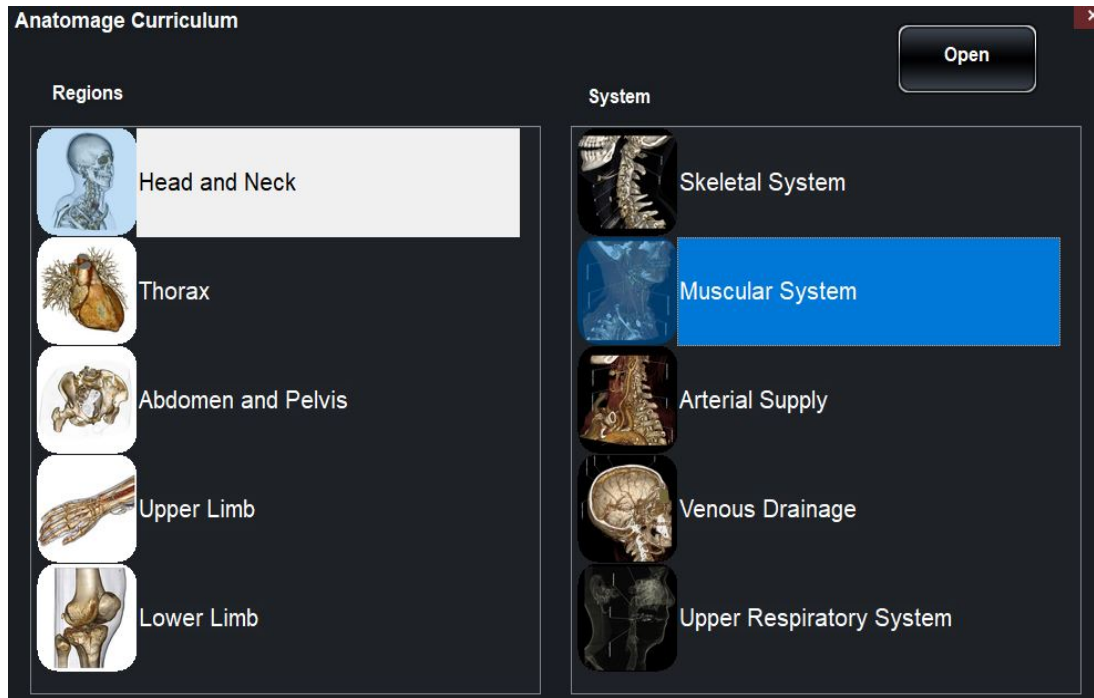 Anatomage Curriculum
Open
Regions
Head and Neck
Thorax
Abdomen and Pelvis
Upper Limb
Lower Limb
System
Skeletal System
Muscular System
Arterial Supply
Venous Drainage
Upper Respiratory System